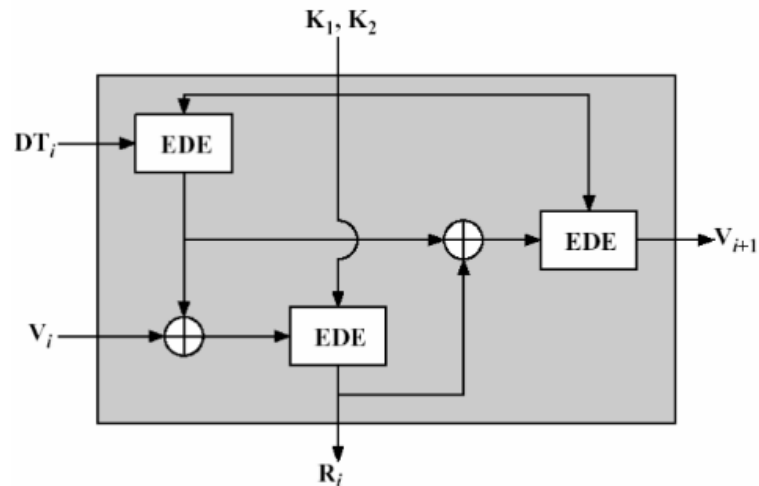 K₁, K₂
EDE
DTᵢ
EDE
Vᵢ₊₁
EDE
Vᵢ
Rᵢ